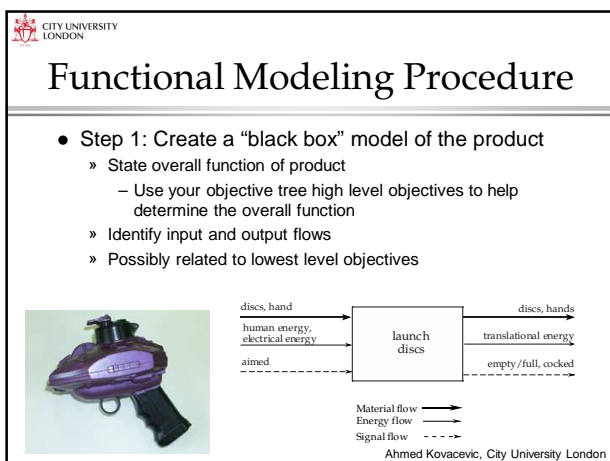 CITY UNIVERSITY
LONDON
Functional Modeling Procedure
● Step 1: Create a “black box” model of the product
» State overall function of product
– Use your objective tree high level objectives to help
determine the overall function
» Identify input and output flows
» Possibly related to lowest level objectives
discs, hand
human energy,
electrical energy
aimed
launch
discs
discs, hands
translational energy
empty/full, cocked
Material flow
Energy flow
Signal flow
Ahmed Kovacevic, City University London